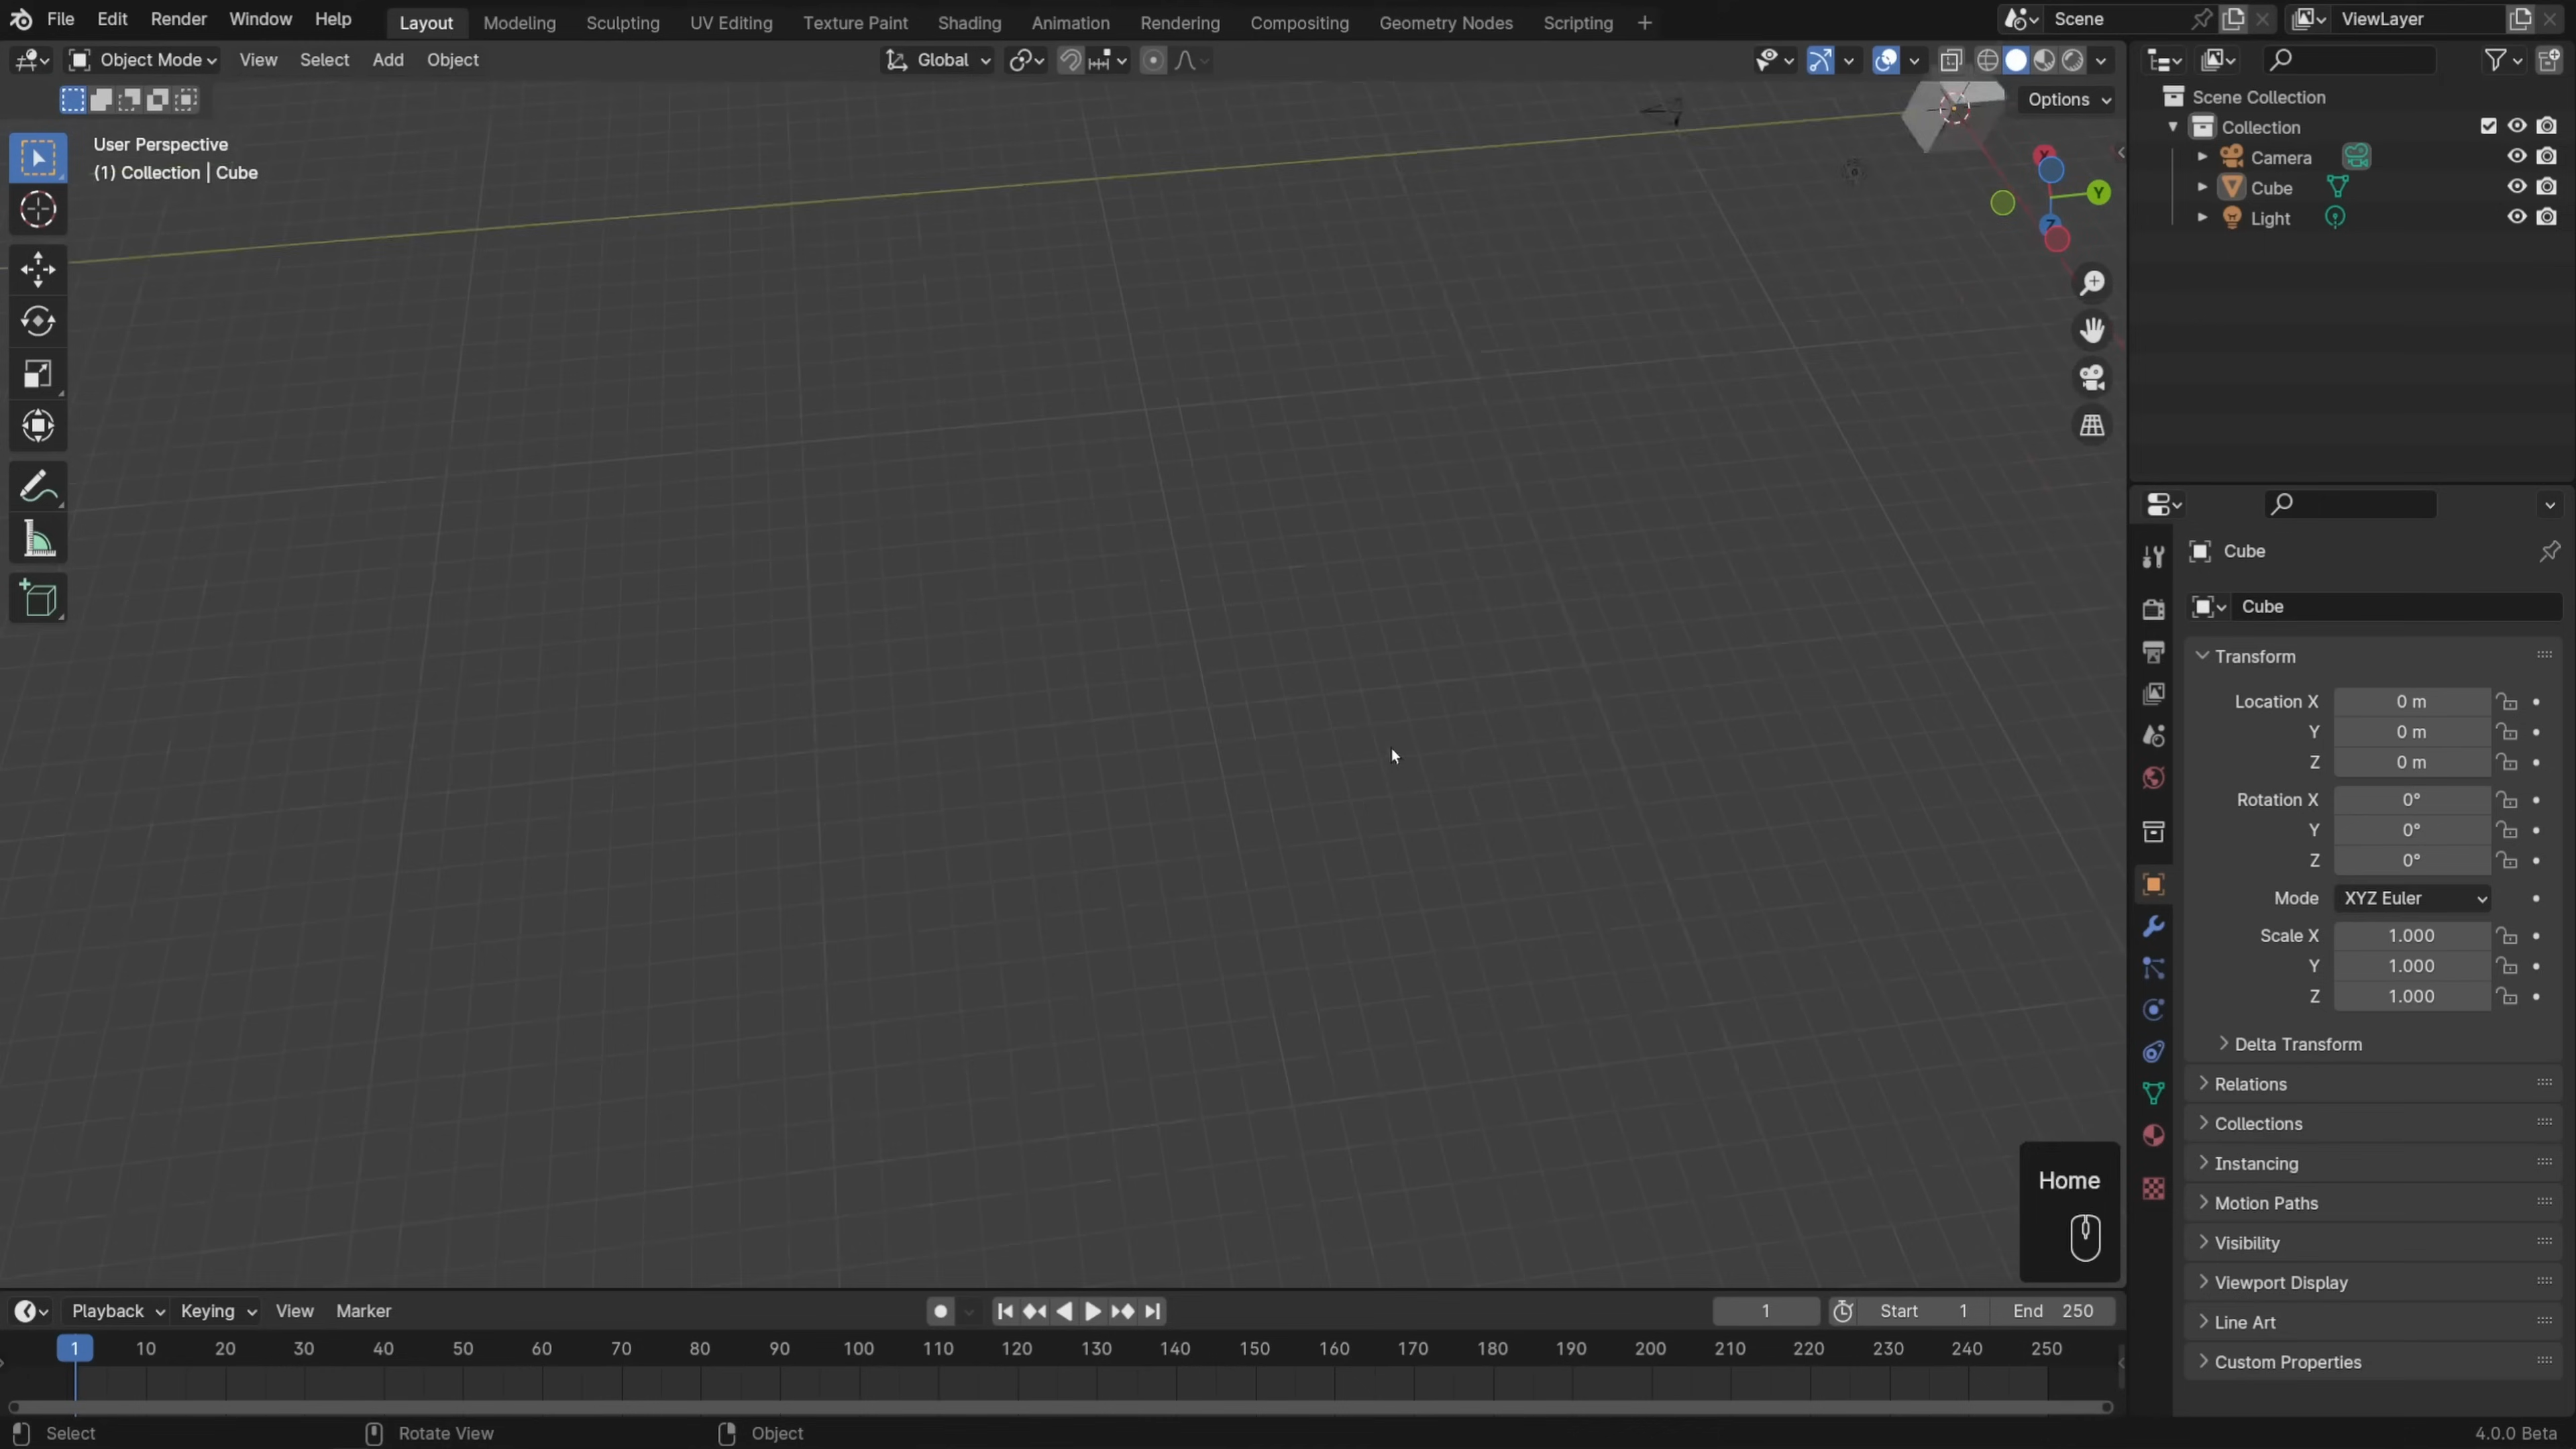 File Edit Render Window Help Layout Modeling Sculpting UV Editing Texture Paint Shading Animation Rendering Compositing Geometry Nodes Scripting + Scene ViewLayer
Object Mode View Select Add Object Global
Options
User Perspective
(1) Collection | Cube
X
Y
Z
Scene Collection
Collection
Camera
Cube
Light
Cube
Cube
Transform
Location X 0 m
Y 0 m
Z 0 m
Rotation X 0°
Y 0°
Z 0°
Mode XYZ Euler
Scale X 1.000
Y 1.000
Z 1.000
Delta Transform
Relations
Collections
Instancing
Motion Paths
Visibility
Viewport Display
Line Art
Custom Properties
Home
Playback Keying View Marker 1 Start 1 End 250
1 10 20 30 40 50 60 70 80 90 100 110 120 130 140 150 160 170 180 190 200 210 220 230 240 250
Select Rotate View Object 4.0.0 Beta